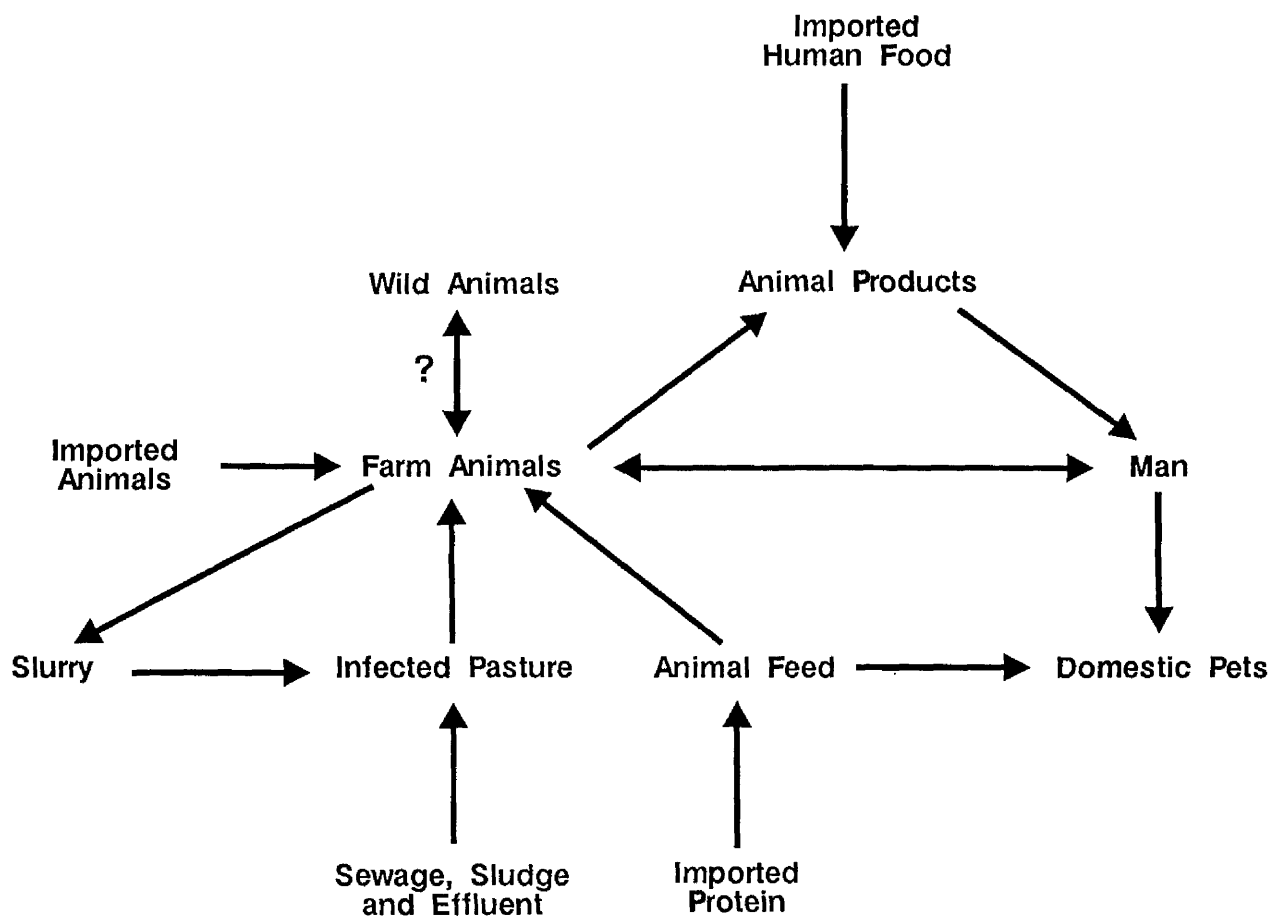 Imported
Human Food
Wild Animals
Animal Products
?
Imported
Animals
Farm Animals
Man
Slurry
Infected Pasture
Animal Feed
Domestic Pets
Sewage, Sludge
and Effluent
Imported
Protein